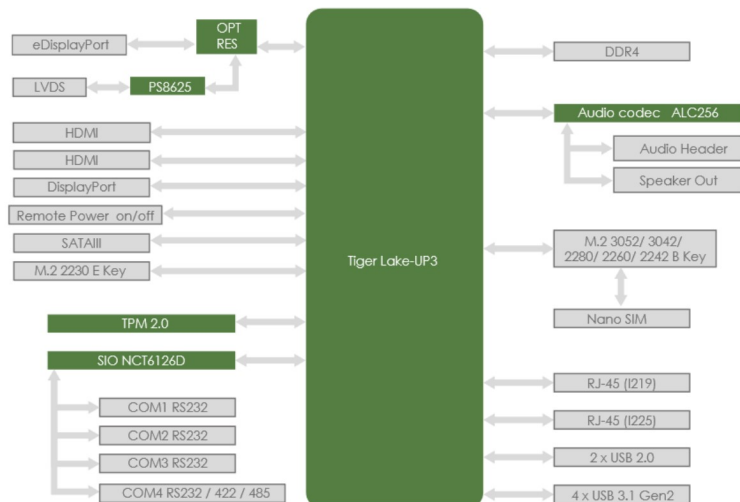 OPT
RES
eDisplayPort
LVDS
PS8625
HDMI
HDMI
DisplayPort
Remote Power on/off
SATAIII
M.2 2230 E Key
TPM 2.0
SIO NCT6126D
COM1 RS232
COM2 RS232
COM3 RS232
COM4 RS232 / 422 / 485
Tiger Lake-UP3
DDR4
Audio codec ALC256
Audio Header
Speaker Out
M.2 3052/ 3042/
2280/ 2260/ 2242 B Key
Nano SIM
RJ-45 (I219)
RJ-45 (I225)
2 x USB 2.0
4 x USB 3.1 Gen2